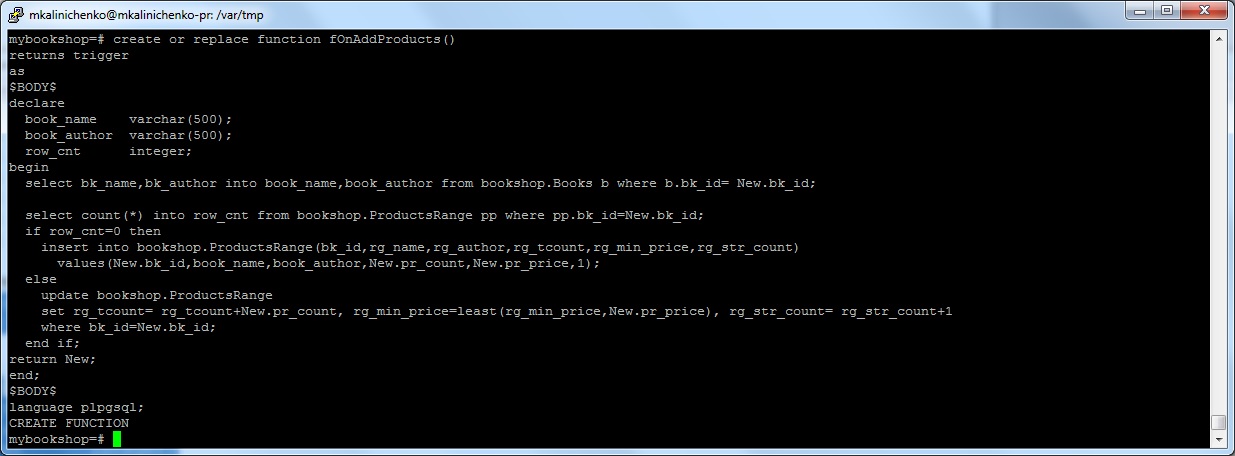 mkalinichenko@mkalinichenko-pr: /var/tmp
mybookshop=# create or replace function fOnAddProducts()
returns trigger
as
$BODY$
declare
  book_name    varchar(500);
  book_author  varchar(500);
  row_cnt      integer;
begin
  select bk_name,bk_author into book_name,book_author from bookshop.Books b where b.bk_id= New.bk_id;

  select count(*) into row_cnt from bookshop.ProductsRange pp where pp.bk_id=New.bk_id;
  if row_cnt=0 then
    insert into bookshop.ProductsRange(bk_id,rg_name,rg_author,rg_tcount,rg_min_price,rg_str_count)
      values(New.bk_id,book_name,book_author,New.pr_count,New.pr_price,1);
  else
    update bookshop.ProductsRange
    set rg_tcount= rg_tcount+New.pr_count, rg_min_price=least(rg_min_price,New.pr_price), rg_str_count= rg_str_count+1
    where bk_id=New.bk_id;
  end if;
return New;
end;
$BODY$
language plpgsql;
CREATE FUNCTION
mybookshop=#